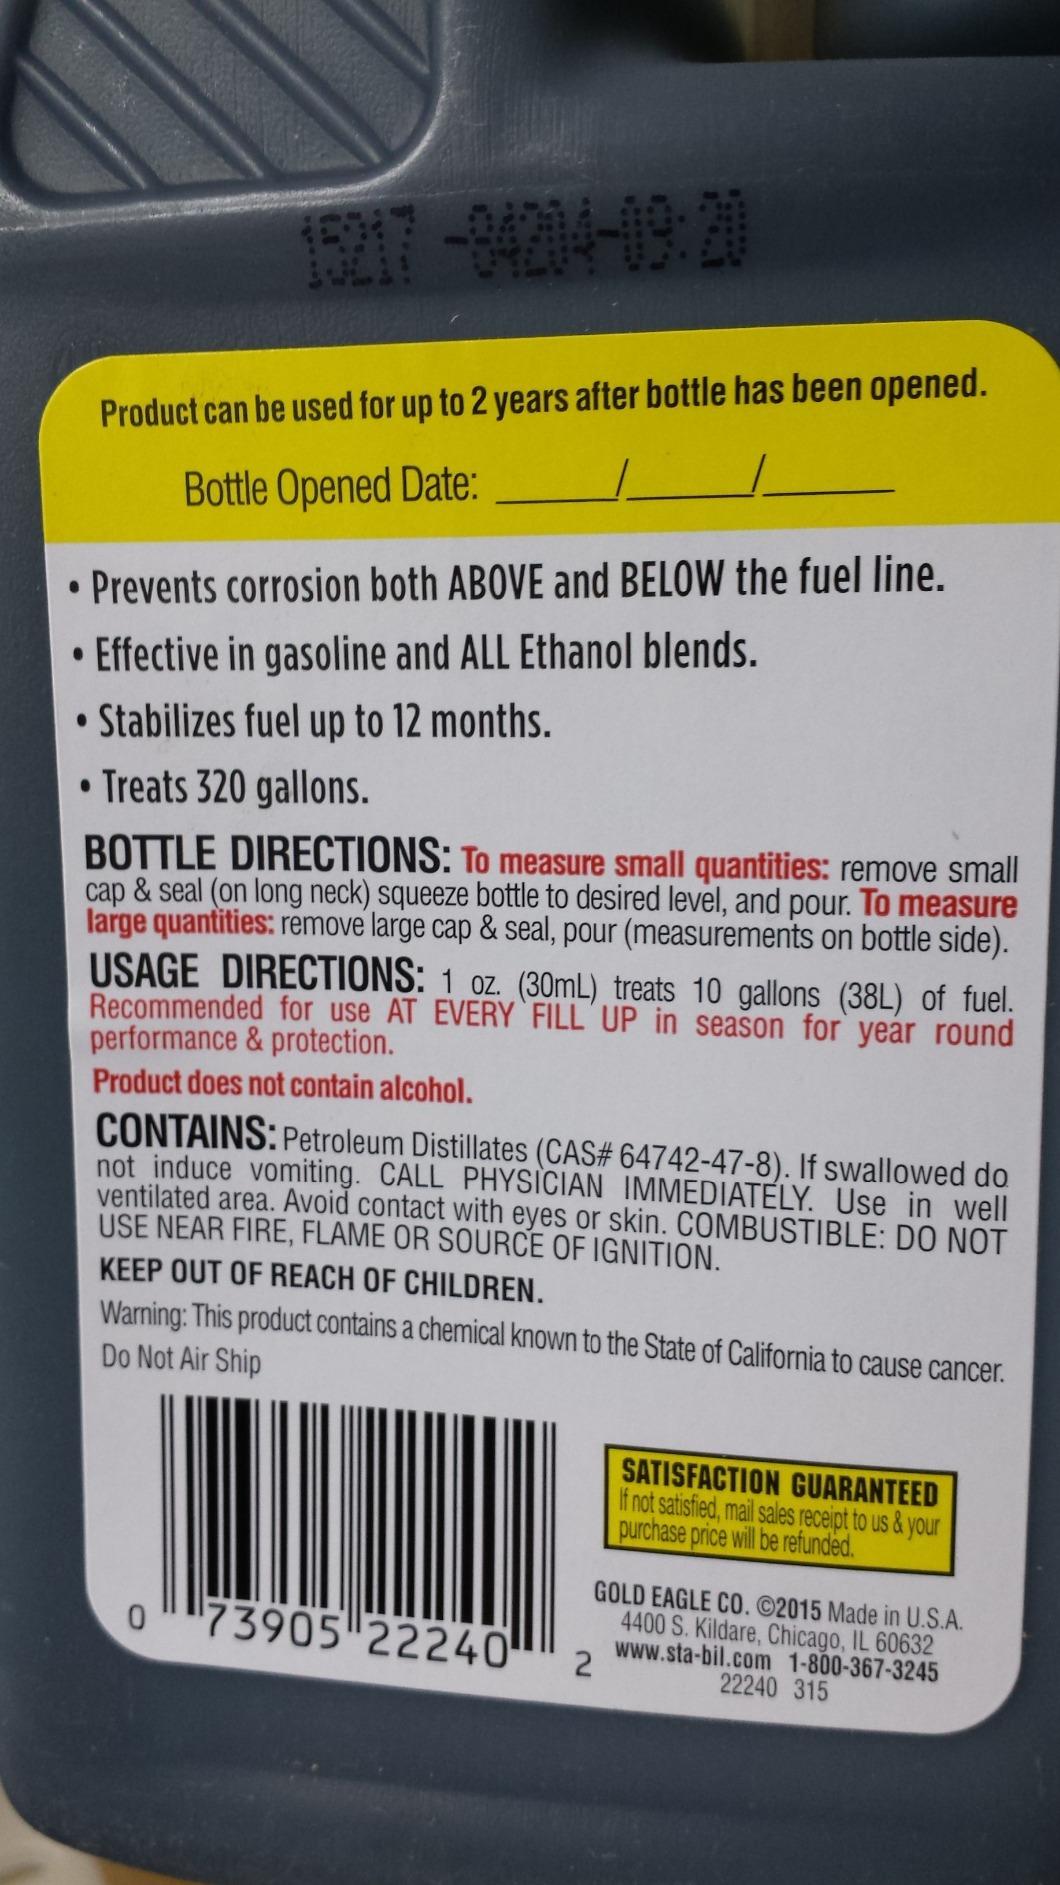 15217 -04204-09:20
Product can be used for up to 2 years after bottle has been opened.
Bottle Opened Date: _____/_____/_____
• Prevents corrosion both ABOVE and BELOW the fuel line.
• Effective in gasoline and ALL Ethanol blends.
• Stabilizes fuel up to 12 months.
• Treats 320 gallons.
BOTTLE DIRECTIONS: To measure small quantities: remove small
cap & seal (on long neck) squeeze bottle to desired level, and pour. To measure
large quantities: remove large cap & seal, pour (measurements on bottle side).
USAGE DIRECTIONS: 1 oz. (30mL) treats 10 gallons (38L) of fuel.
Recommended for use AT EVERY FILL UP in season for year round
performance & protection.
Product does not contain alcohol.
CONTAINS: Petroleum Distillates (CAS# 64742-47-8). If swallowed do
not induce vomiting. CALL PHYSICIAN IMMEDIATELY. Use in well
ventilated area. Avoid contact with eyes or skin. COMBUSTIBLE: DO NOT
USE NEAR FIRE, FLAME OR SOURCE OF IGNITION.
KEEP OUT OF REACH OF CHILDREN.
Warning: This product contains a chemical known to the State of California to cause cancer.
Do Not Air Ship
0 73905 22240 2
SATISFACTION GUARANTEED
If not satisfied, mail sales receipt to us & your
purchase price will be refunded.
GOLD EAGLE CO. ©2015 Made in U.S.A.
4400 S. Kildare, Chicago, IL 60632
www.sta-bil.com 1-800-367-3245
22240 315